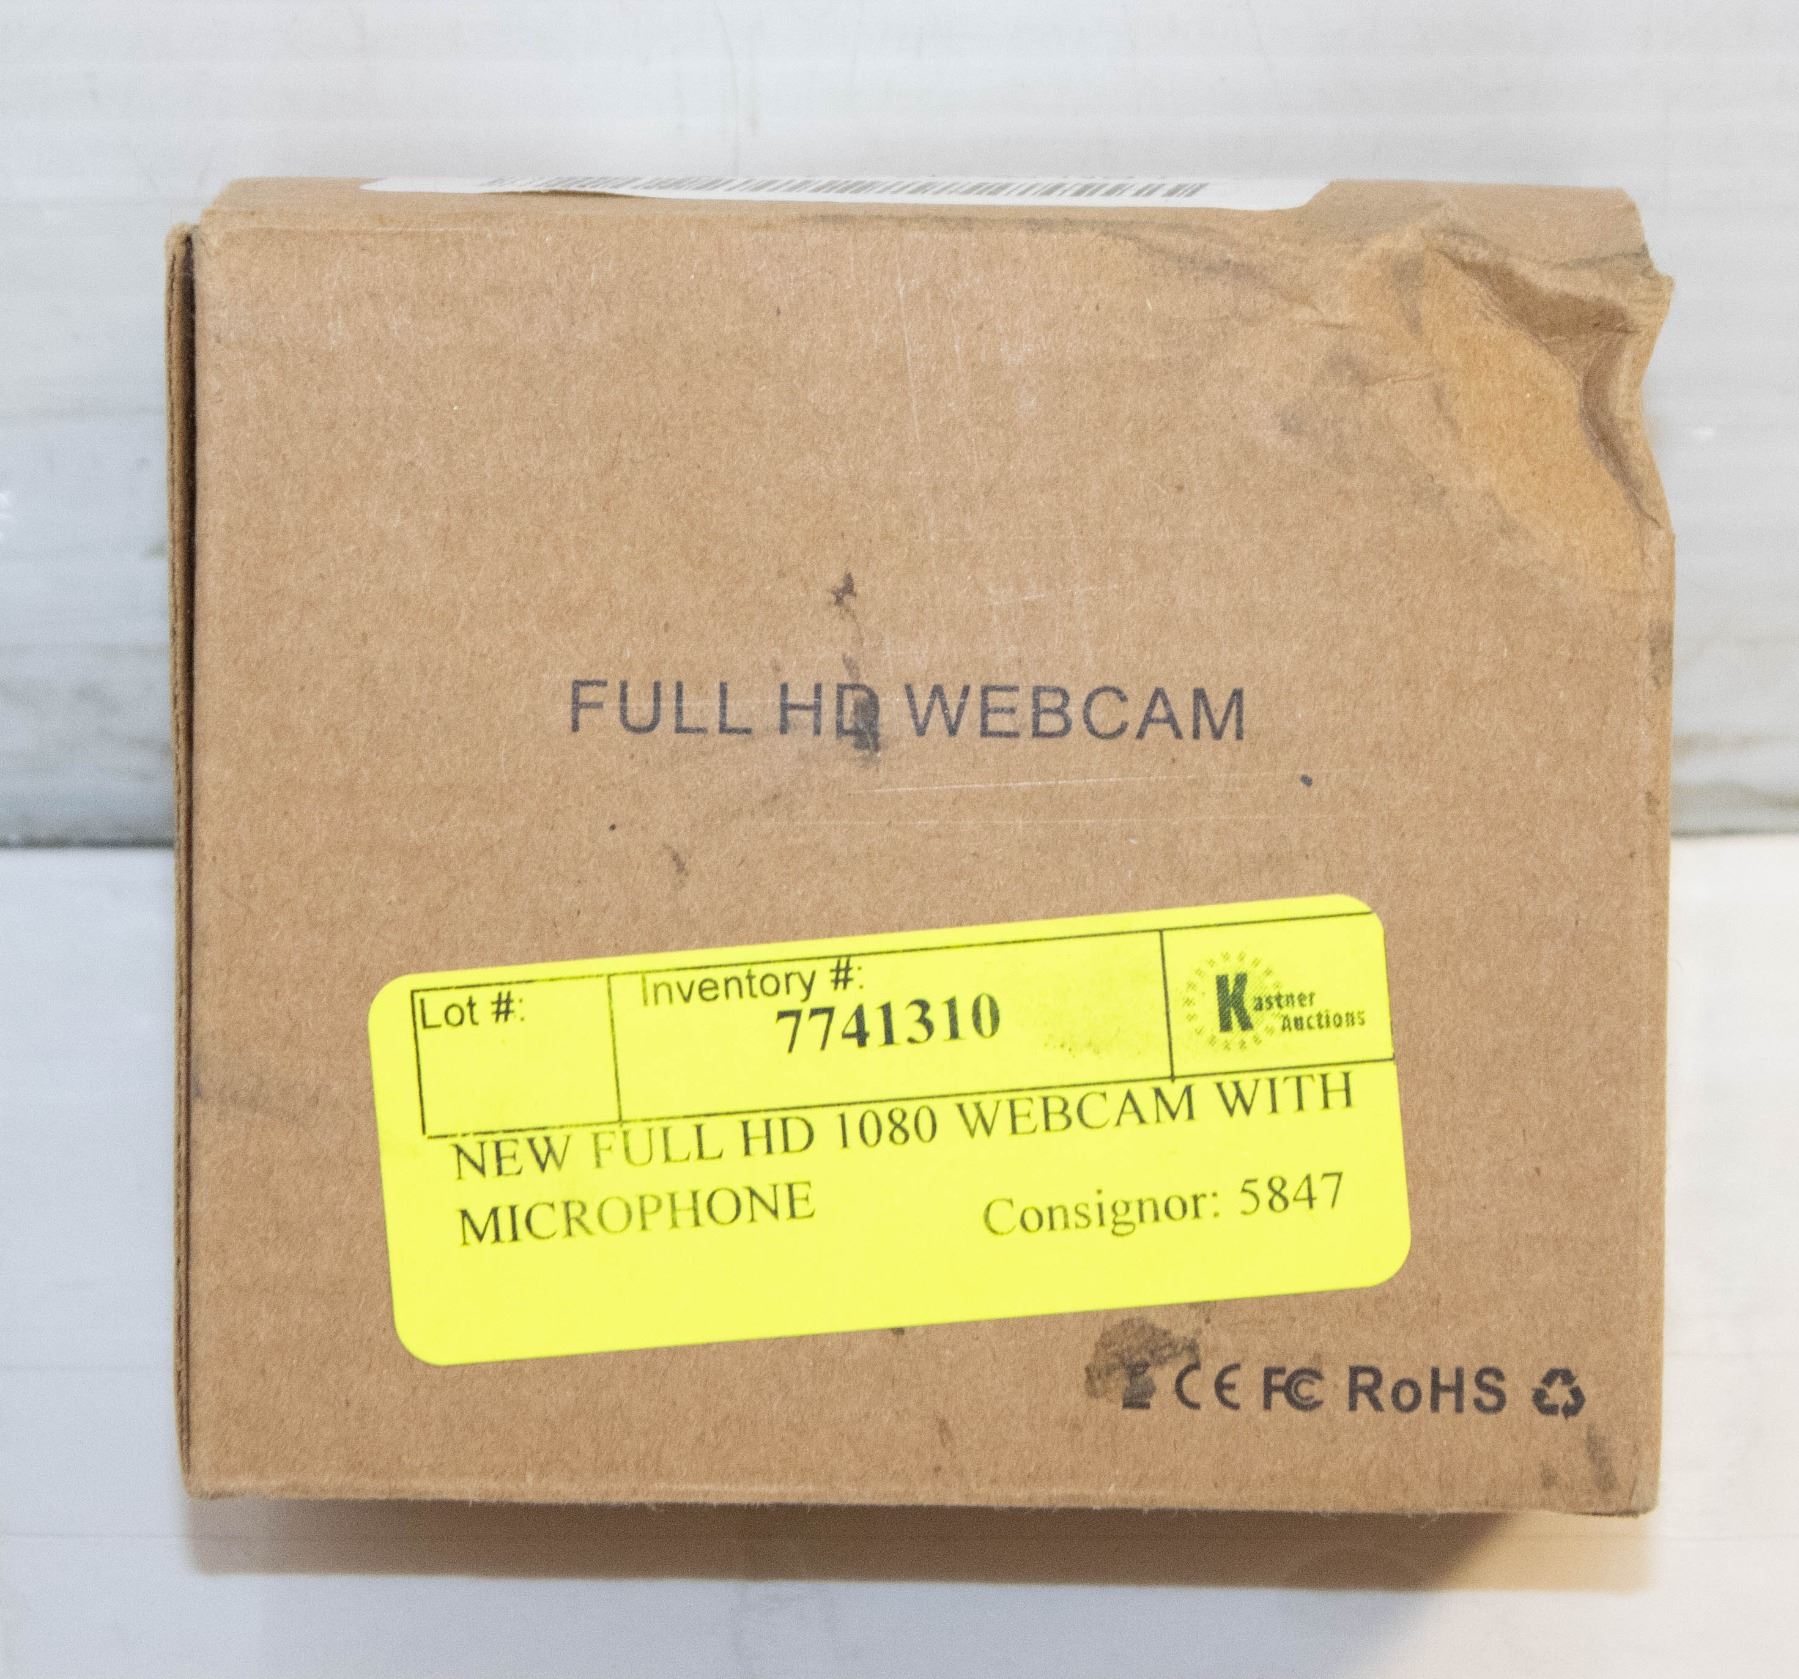 FULL HD WEBCAM
Lot #:
Inventory #:
7741310
Kastner
Auctions
NEW FULL HD 1080 WEBCAM WITH
MICROPHONE Consignor: 5847
CE FC RoHS